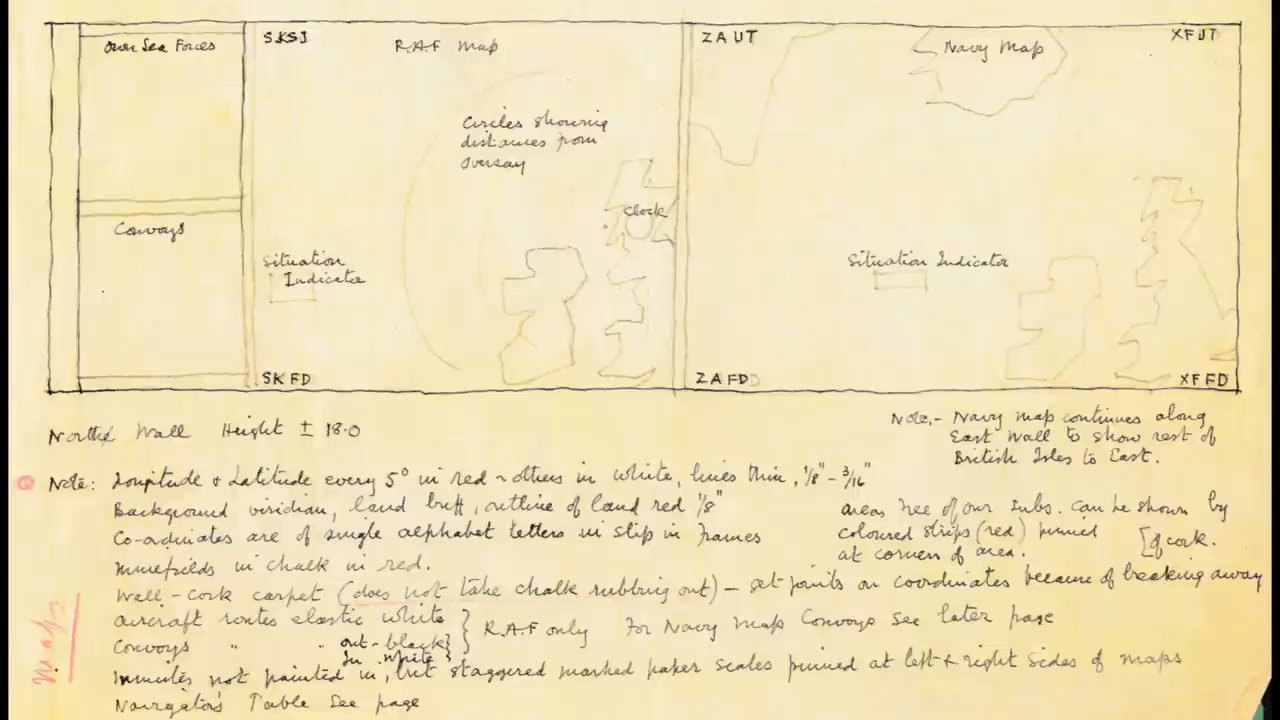 Own Sea Forces
Convoys
SKSJ
R.A.F Map
Circles showing
distances from
Oversay
Clock
Situation
Indicator
SKFD
ZAUT
Navy Map
XFUT
Situation Indicator
ZAFD
XFFD
North Wall Height ± 18.0
Note.- Navy map continues along
East Wall to show rest of
British Isles to East.
Note: Longitude & Latitude every 5° in red - others in white, lines thin, 1/8" - 3/16"
Background viridian, land buff, outline of land red 1/8"
Co-ordinates are of single alphabet letters in slip in frames
minefields in chalk in red.
areas free of our subs. can be shown by
coloured strips (red) pinned
at corners of area.
[of cork.
Wall - cork carpet (does not take chalk rubbing out) - set points on coordinates because of breaking away
aircraft routes elastic white
Convoys " " out - black
In white
R.A.F only For Navy Map Convoys See later page
Minutes not painted in, but staggered marked paper scales pinned at left & right sides of maps
Navigator's Table See page
Maps